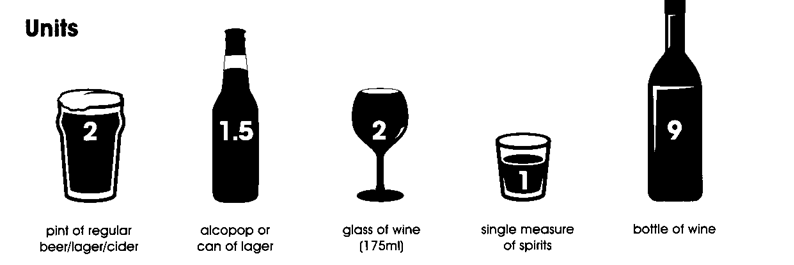 Units
2
1.5
2
1
9
pint of regular
beer/lager/cider
alcopop or
can of lager
glass of wine
(175ml)
single measure
of spirits
bottle of wine